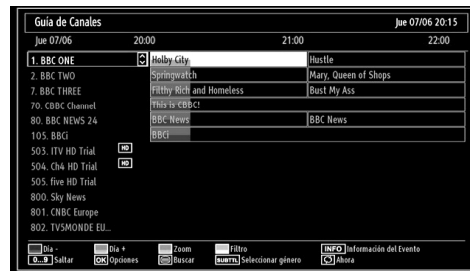 Guía de Canales Jue 07/06 20:15
Jue 07/06 20:00 21:00 22:00
1. BBC ONE Holby City Hustle
2. BBC TWO Springwatch Mary, Queen of Shops
7. BBC THREE Filthy Rich and Homeless Bust My Ass
70. CBBC Channel This is CBBC!
80. BBC NEWS 24 BBC News BBC News
105. BBCi BBCi
503. ITV HD Trial HD
504. Ch4 HD Trial HD
505. five HD Trial
800. Sky News
801. CNBC Europe
802. TV5MONDE EU...
Día - Día + Zoom Filtro INFO Información del Evento
0...9 Saltar OK Opciones Buscar SUBTTL Seleccionar género Ahora